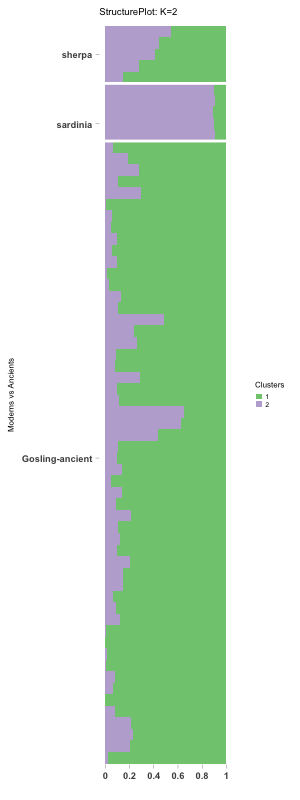 StructurePlot: K=2
sherpa
sardinia
Gosling-ancient
Moderns vs Ancients
Clusters
1
2
0 0.2 0.4 0.6 0.8 1